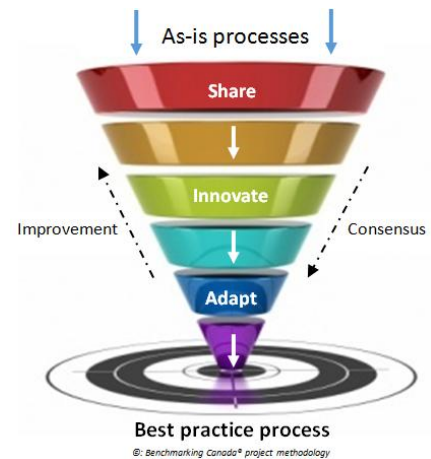 As-is processes
Share
Innovate
Improvement
Consensus
Adapt
Best practice process
©: Benchmarking Canada® project methodology